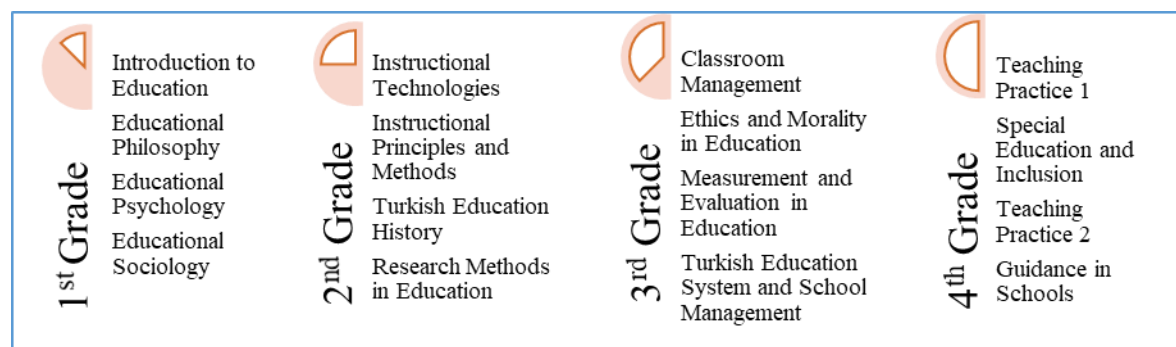 1st Grade
Introduction to
Education
Educational
Philosophy
Educational
Psychology
Educational
Sociology
2nd Grade
Instructional
Technologies
Instructional
Principles and
Methods
Turkish Education
History
Research Methods
in Education
3rd Grade
Classroom
Management
Ethics and Morality
in Education
Measurement and
Evaluation in
Education
Turkish Education
System and School
Management
4th Grade
Teaching
Practice 1
Special
Education and
Inclusion
Teaching
Practice 2
Guidance in
Schools